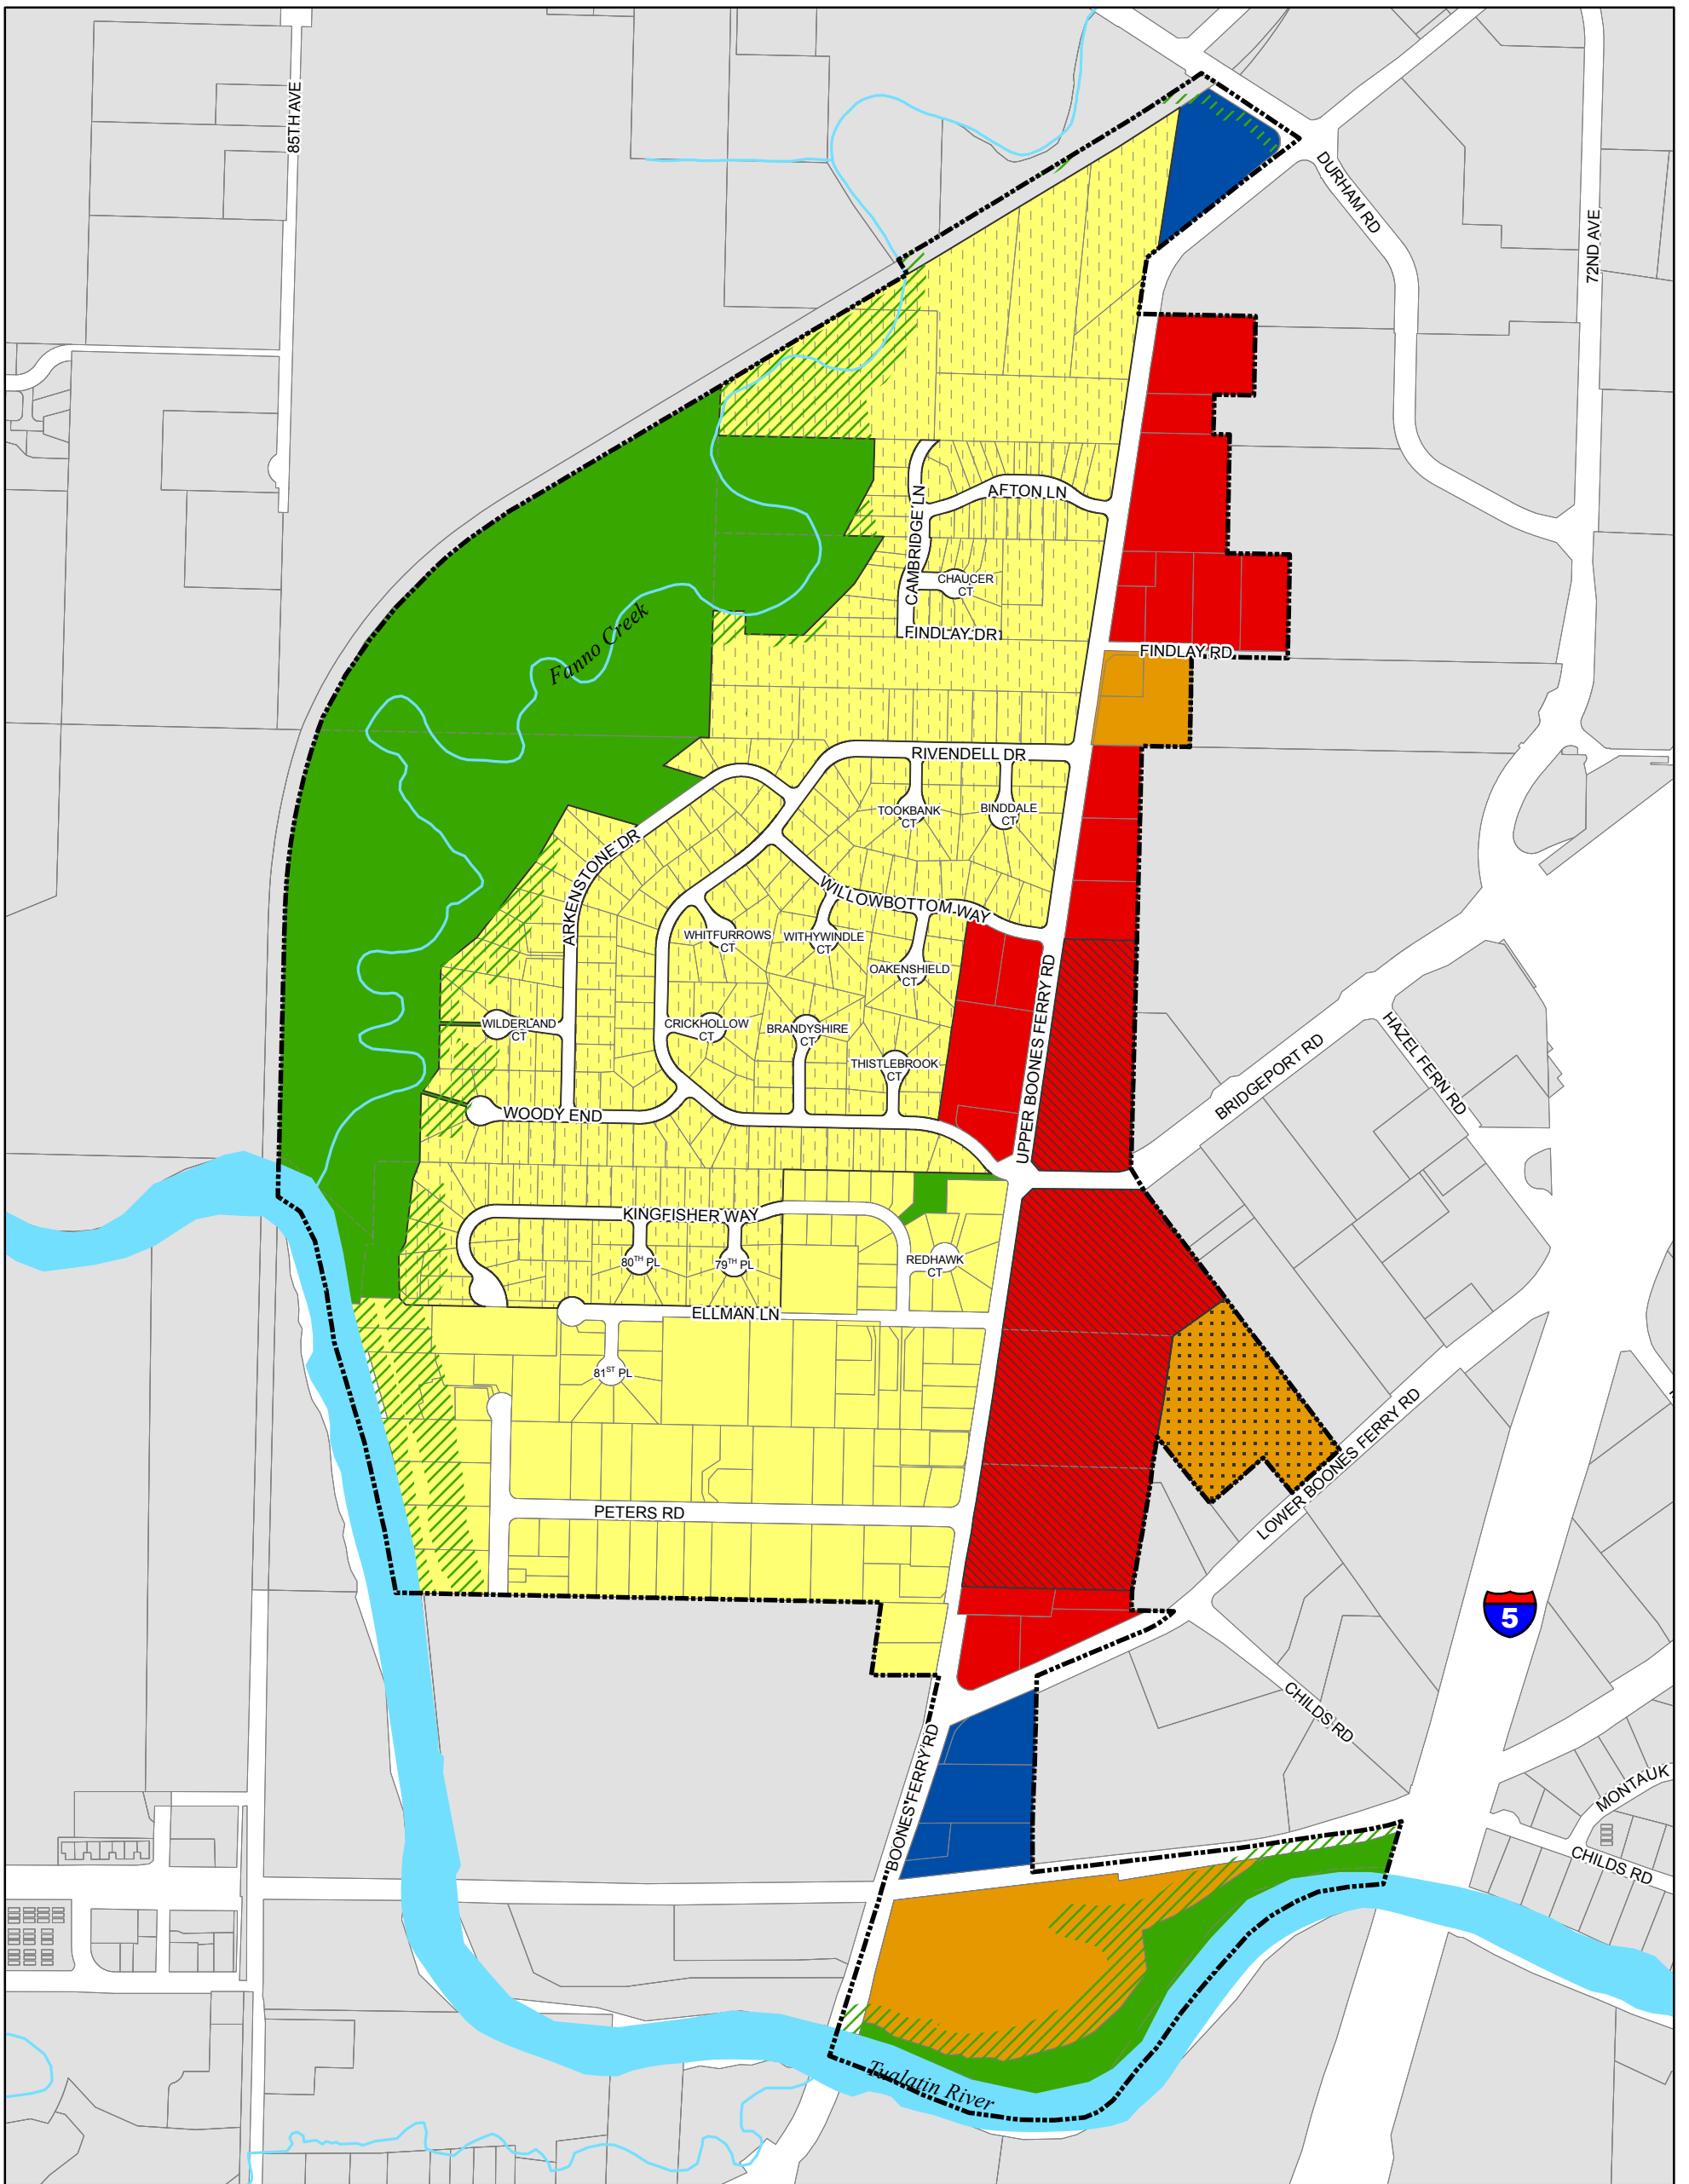 85TH AVE
DURHAM RD
72ND AVE
AFTON LN
CAMBRIDGE LN
CHAUCER
CT
FINDLAY DR
Fanno Creek
FINDLAY RD
RIVENDELL DR
TOOKBANK
CT
BINDDALE
CT
ARKENSTONE DR
WILLOWBOTTOM WAY
WHITFURROWS
CT
WITHYWINDLE
CT
OAKENSHIELD
CT
UPPER BOONES FERRY RD
WILDERLAND
CT
CRICKHOLLOW
CT
BRANDYSHIRE
CT
THISTLEBROOK
CT
BRIDGEPORT RD
HAZEL FERN RD
WOODY END
KINGFISHER WAY
80TH PL
79TH PL
REDHAWK
CT
ELLMAN LN
81ST PL
LOWER BOONES FERRY RD
PETERS RD
5
CHILDS RD
BOONES FERRY RD
MONTAUK
CHILDS RD
Tualatin River